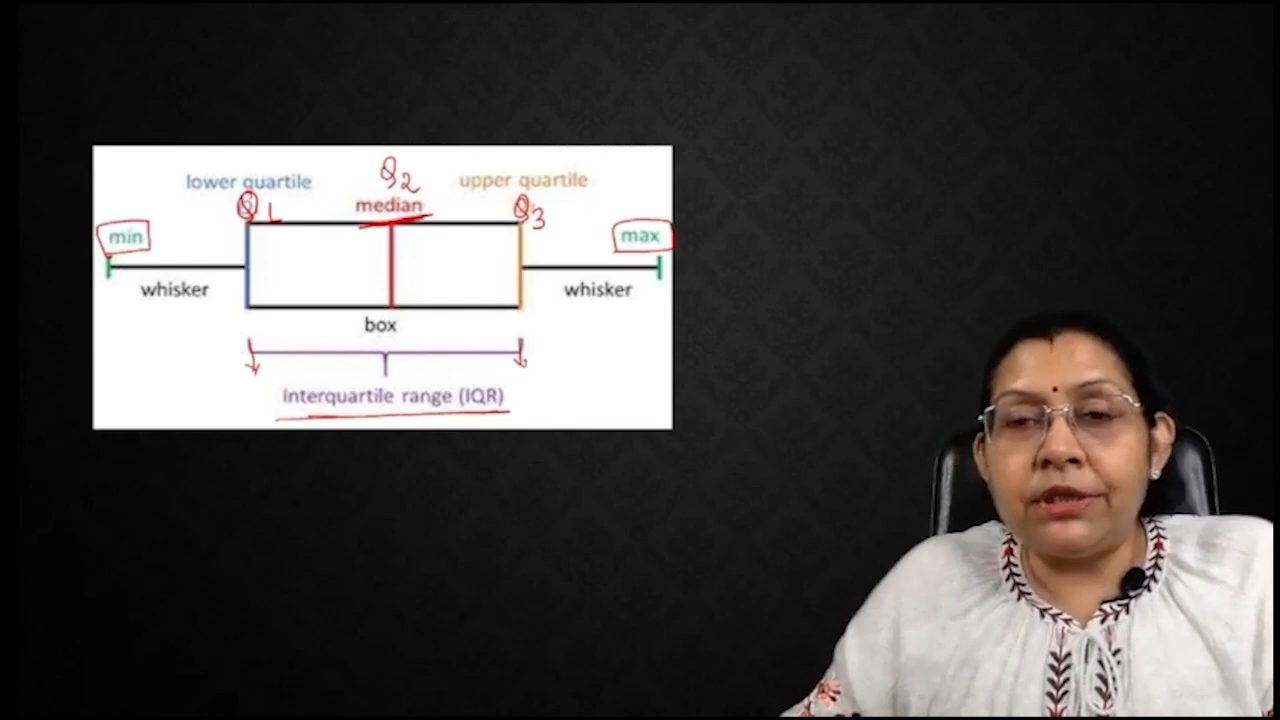 lower quartile
Q2
upper quartile
Q1
median
Q3
min
max
whisker
whisker
box
Interquartile range (IQR)